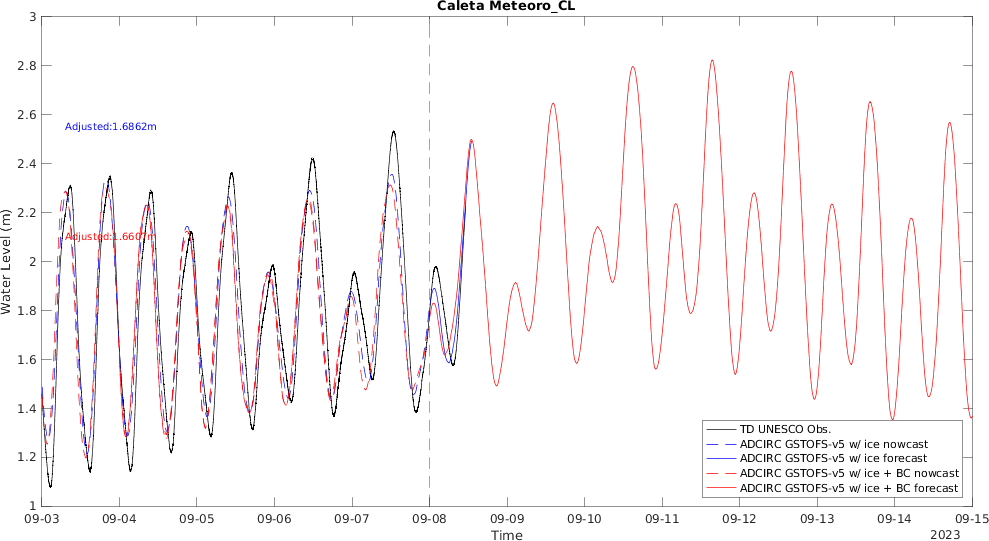 Caleta Meteoro_CL
Water Level (m)
3
2.8
2.6
2.4
2.2
2
1.8
1.6
1.4
1.2
1
Adjusted:1.6862m
Adjusted:1.6607m
TD UNESCO Obs.
ADCIRC GSTOFS-v5 w/ ice nowcast
ADCIRC GSTOFS-v5 w/ ice forecast
ADCIRC GSTOFS-v5 w/ ice + BC nowcast
ADCIRC GSTOFS-v5 w/ ice + BC forecast
09-03 09-04 09-05 09-06 09-07 09-08 09-09 09-10 09-11 09-12 09-13 09-14 09-15
Time
2023